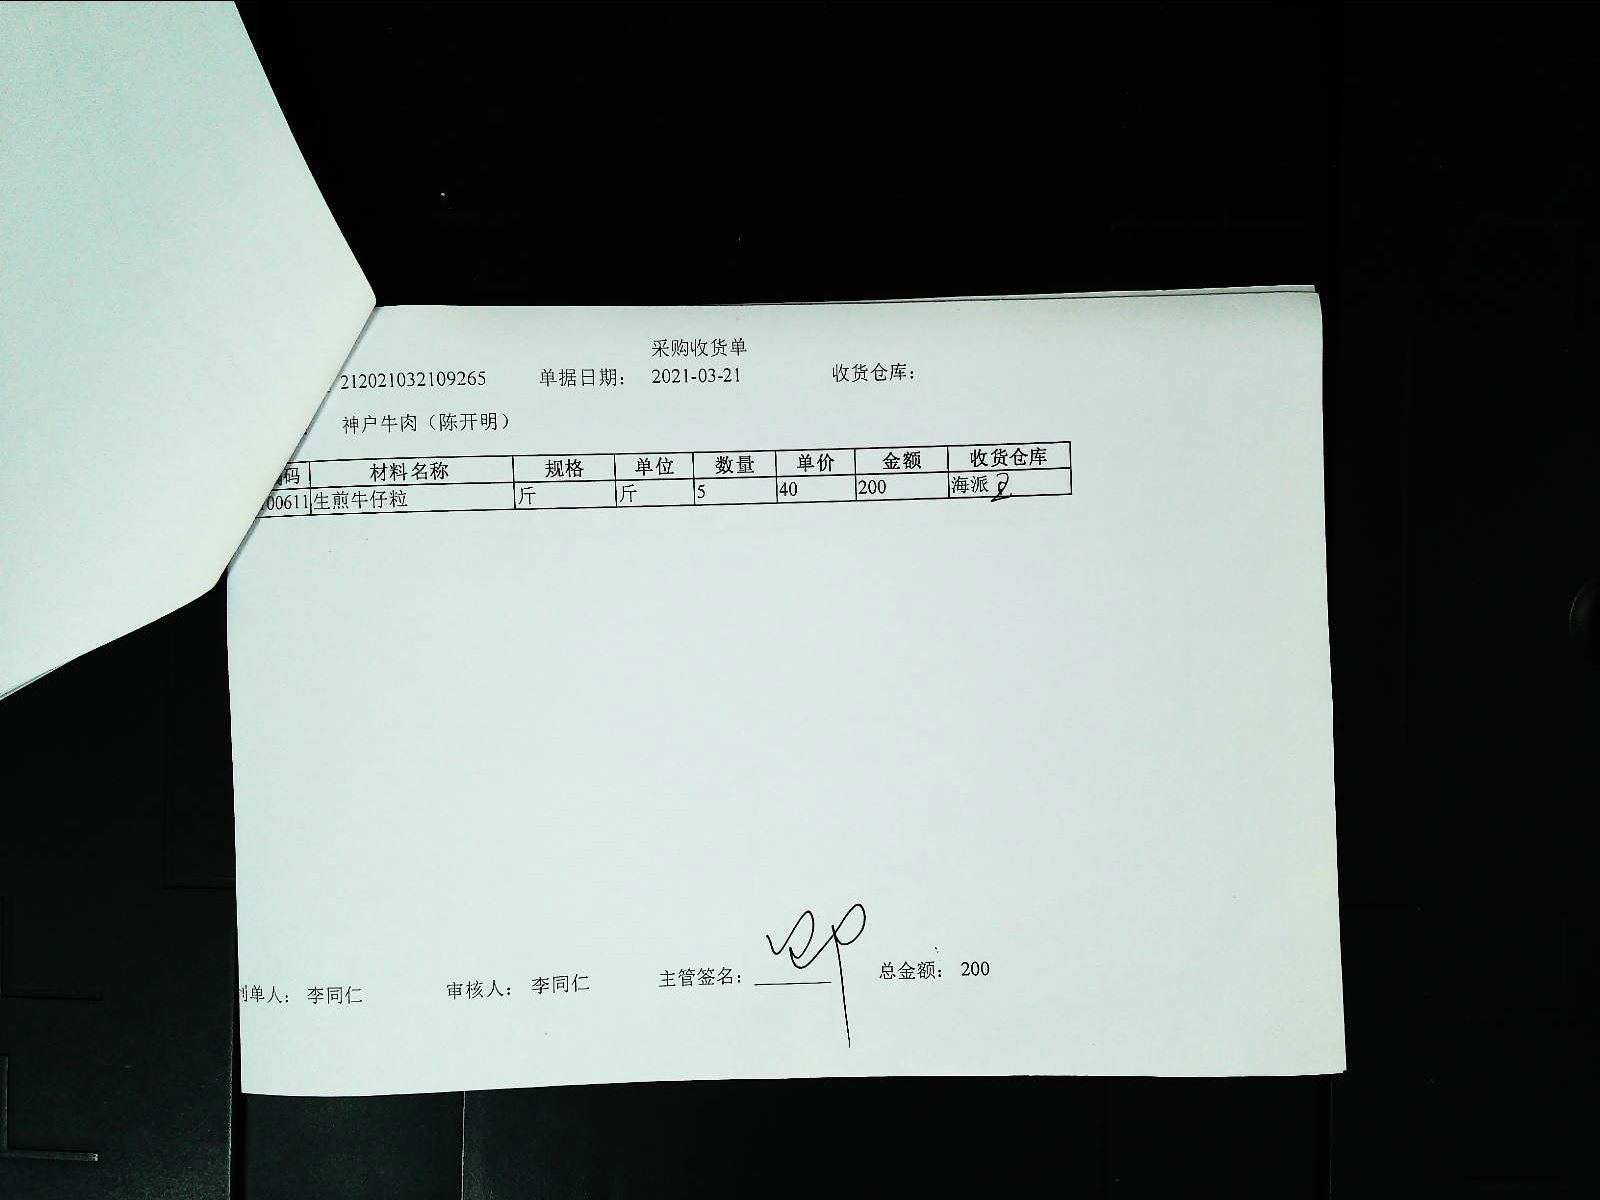 采购收货单
212021032109265 单据日期: 2021-03-21 收货仓库:
神户牛肉（陈开明）
码 材料名称 规格 单位 数量 单价 金额 收货仓库
00611 生煎牛仔粒 斤 斤 5 40 200 海派
制单人: 李同仁 审核人: 李同仁 主管签名: 总金额: 200